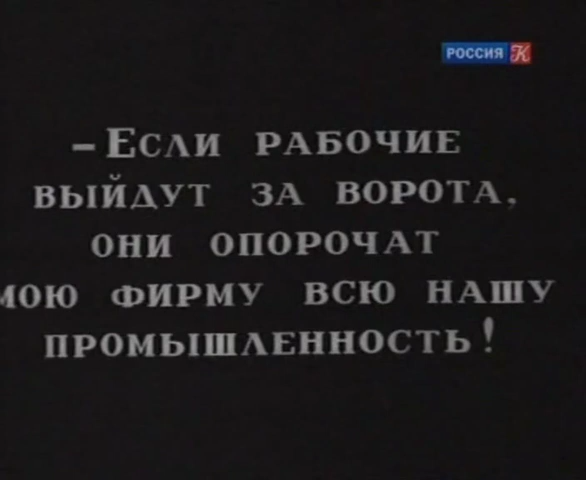 РОССИЯ К
– Если рабочие
выйдут за ворота,
они опорочат
мою фирму всю нашу
промышленность!